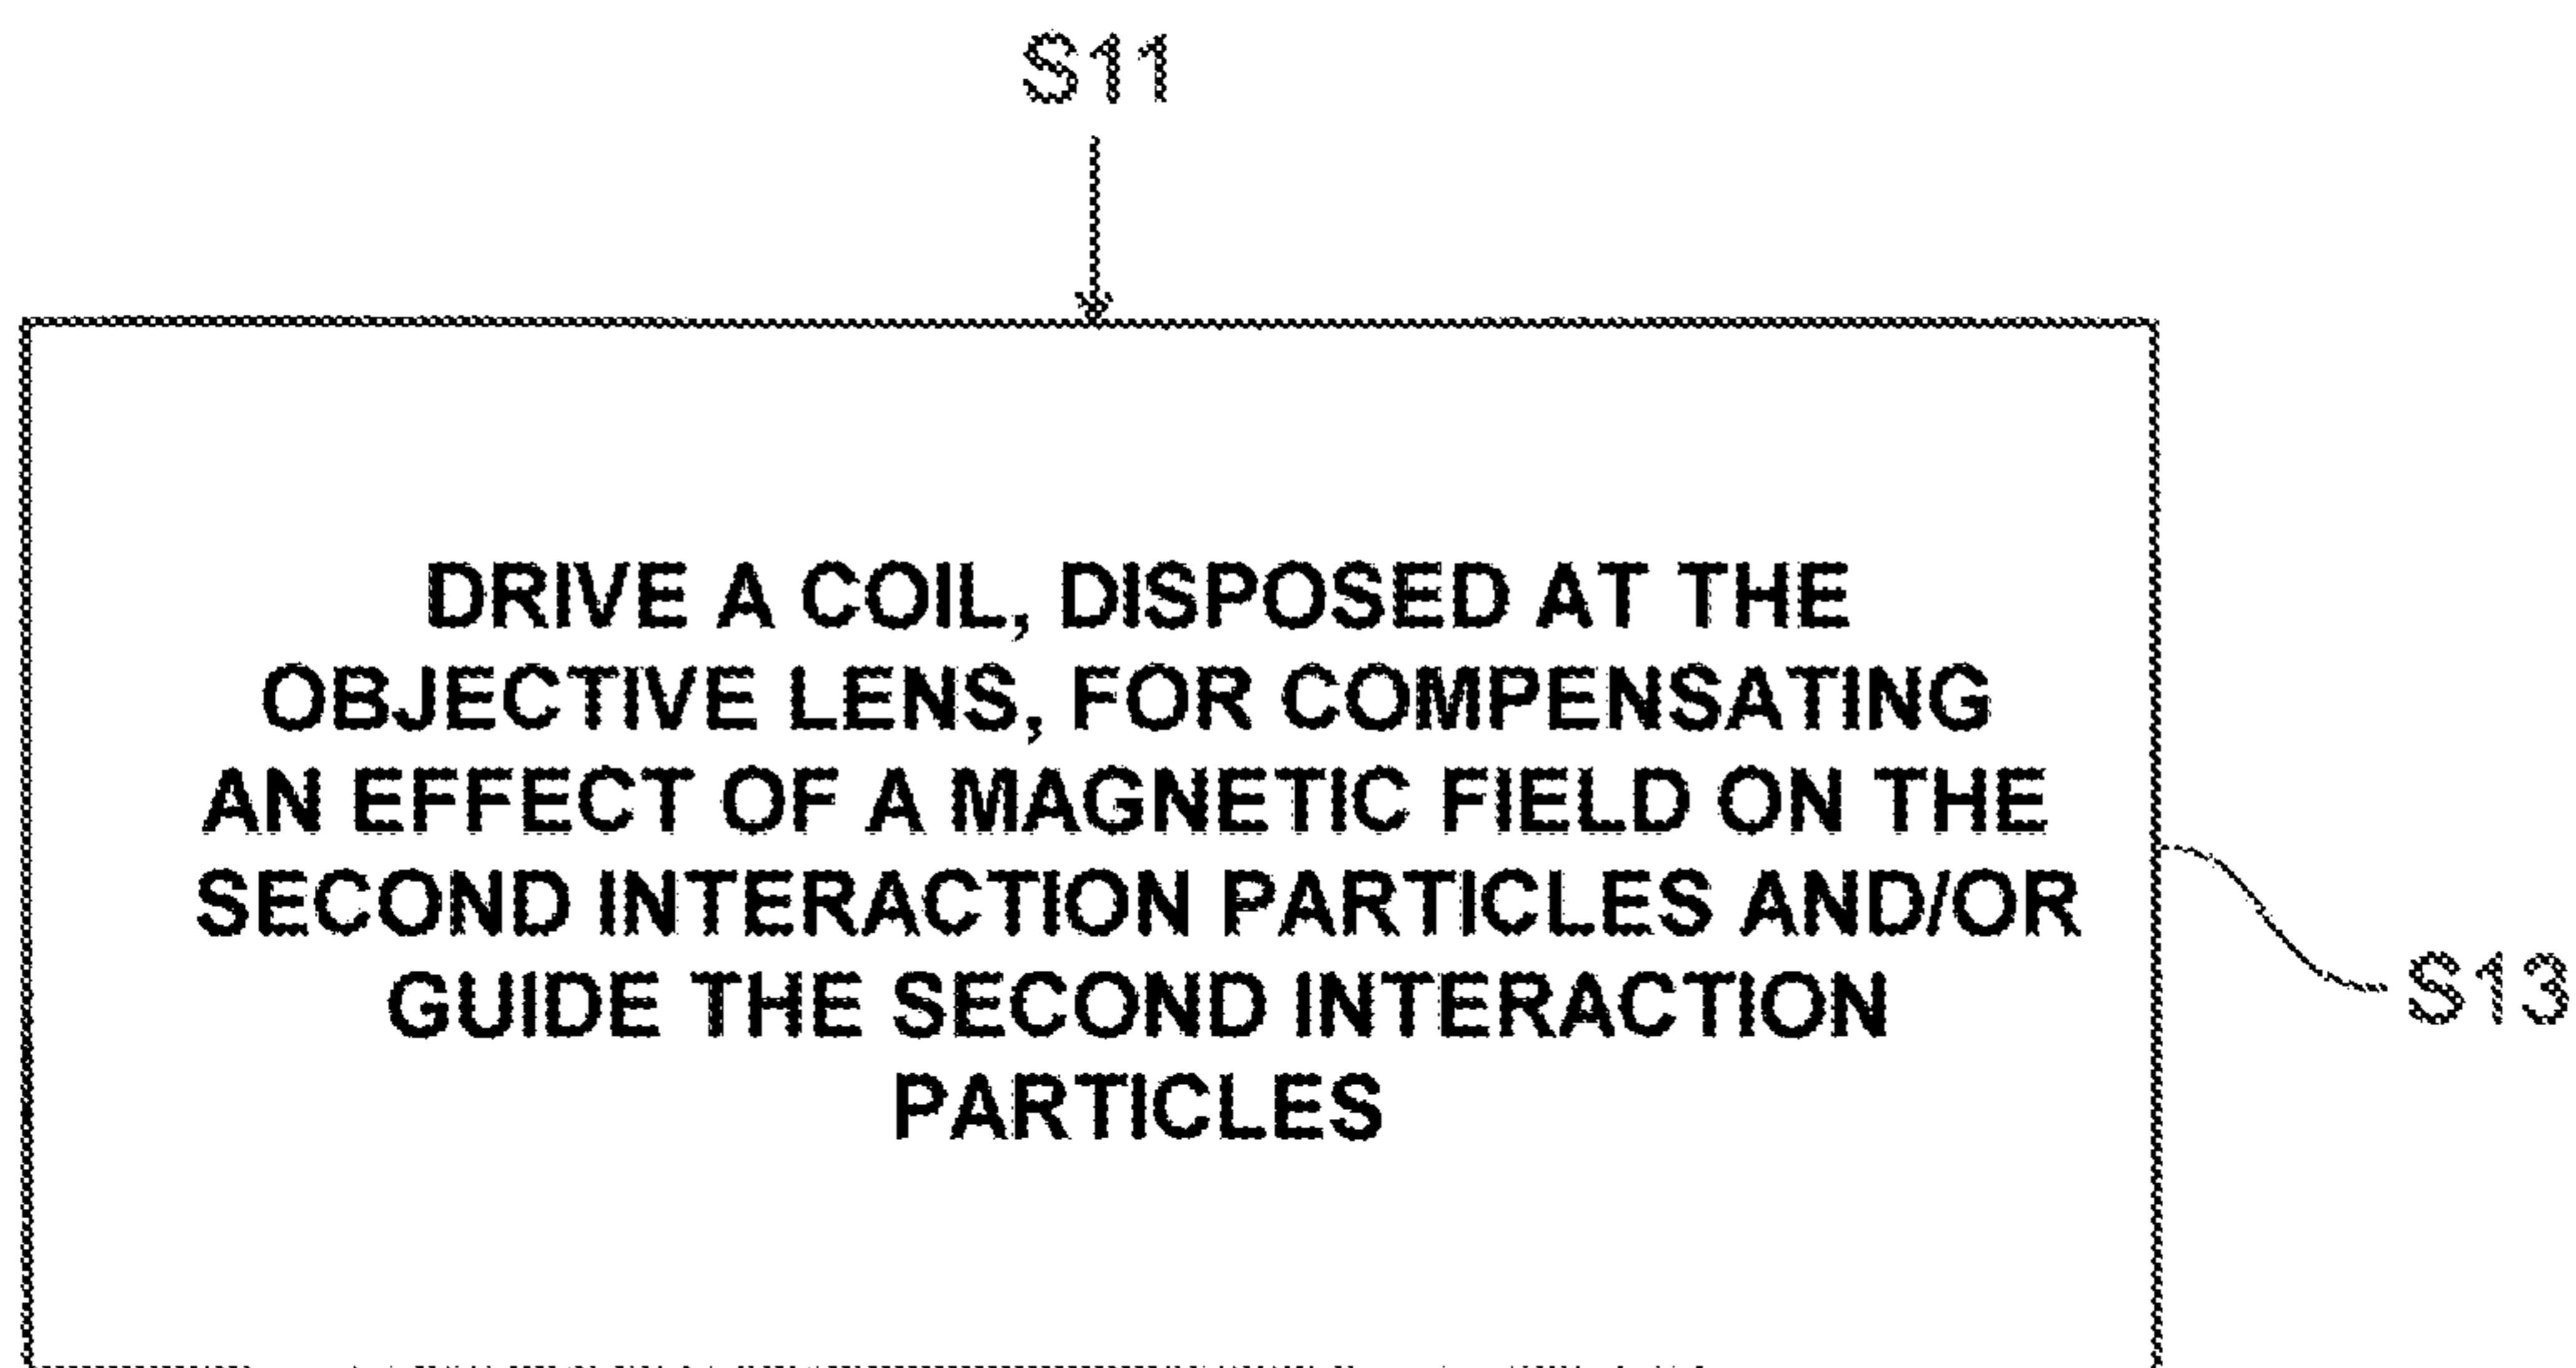 S11
DRIVE A COIL, DISPOSED AT THE
OBJECTIVE LENS, FOR COMPENSATING
AN EFFECT OF A MAGNETIC FIELD ON THE
SECOND INTERACTION PARTICLES AND/OR
GUIDE THE SECOND INTERACTION
PARTICLES
S13